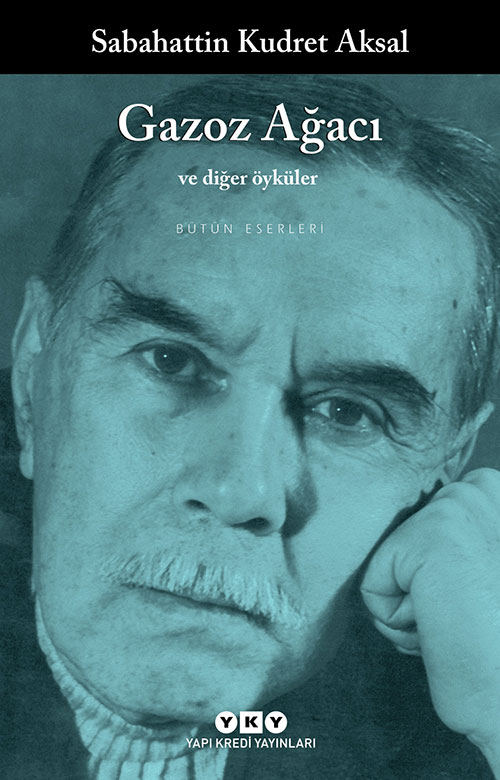 Sabahattin Kudret Aksal
Gazoz Ağacı
ve diğer öyküler
BÜTÜN ESERLERİ
YKY
YAPI KREDİ YAYINLARI